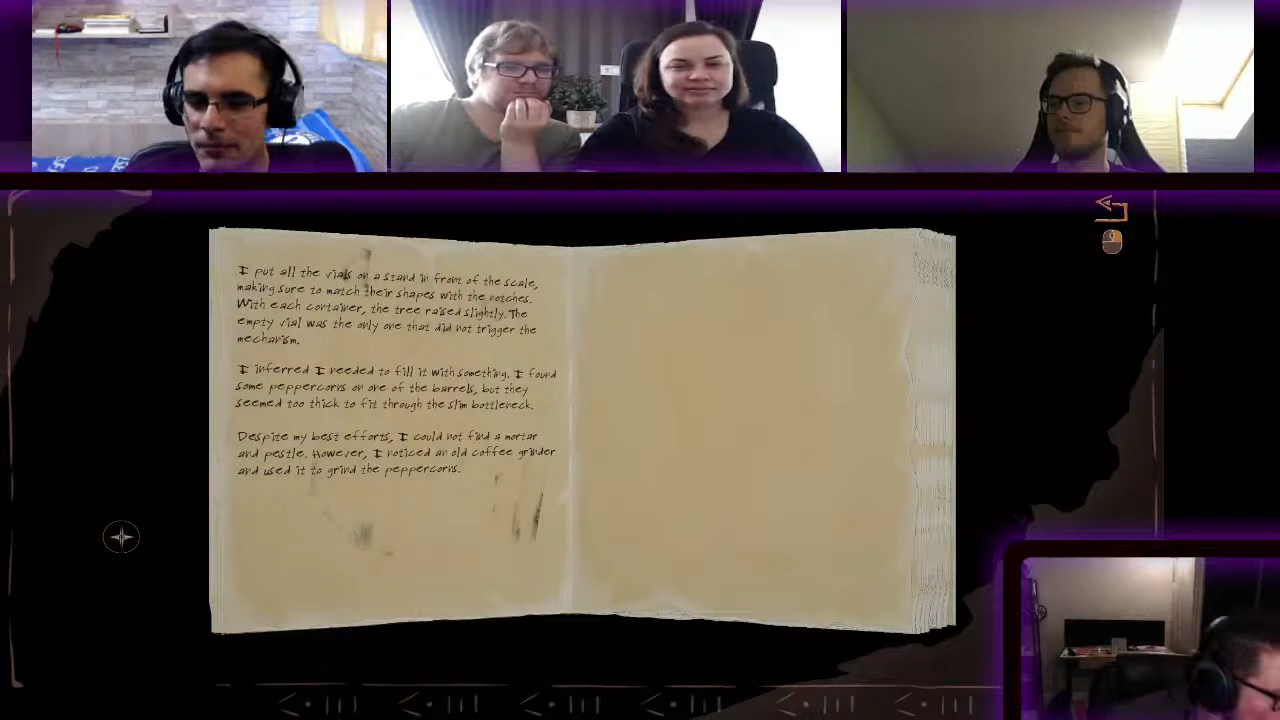 I put all the vials on a stand in front of the scale,
making sure to match their shapes with the notches.
With each container, the tree raised slightly. The
empty vial was the only one that did not trigger the
mechanism.
I inferred I needed to fill it with something. I found
some peppercorns on one of the barrels, but they
seemed too thick to fit through the slim bottleneck.
Despite my best efforts, I could not find a mortar
and pestle. However, I noticed an old coffee grinder
and used it to grind the peppercorns.